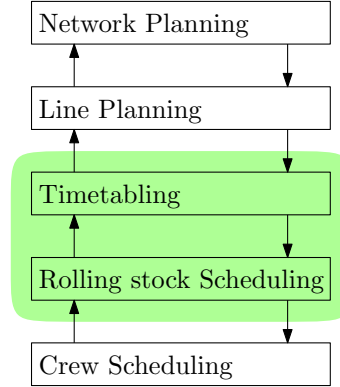 Network Planning
Line Planning
Timetabling
Rolling stock Scheduling
Crew Scheduling